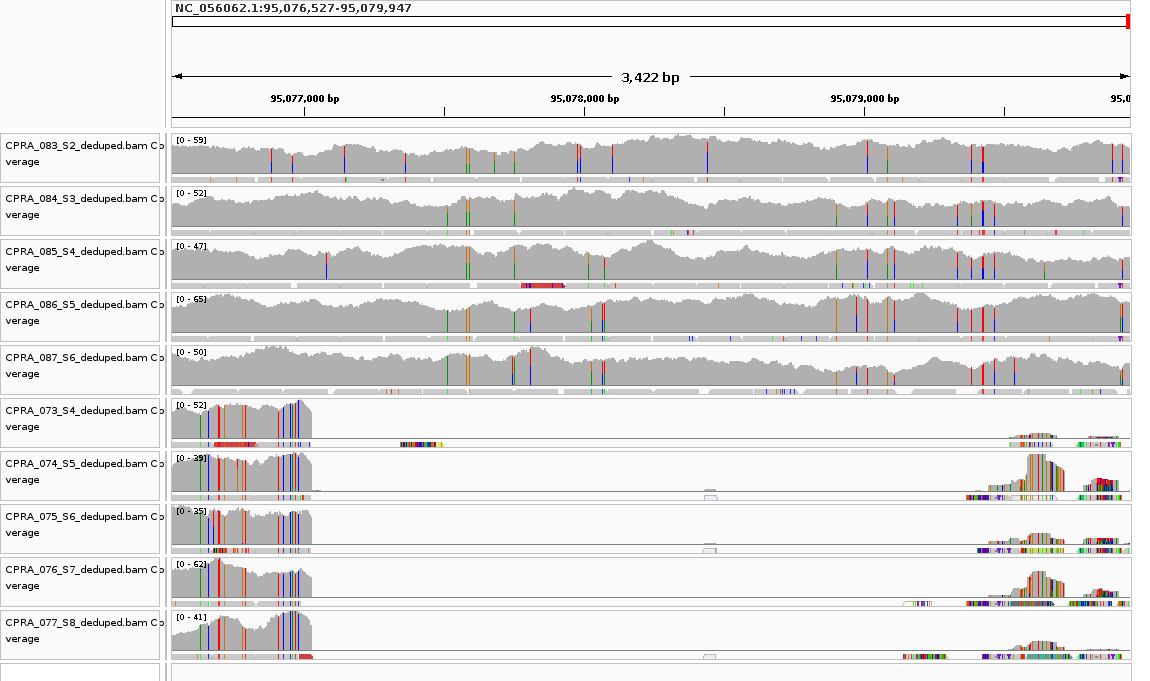 NC_056062.1:95,076,527-95,079,947
3,422 bp
95,077,000 bp
95,078,000 bp
95,079,000 bp
95,0
CPRA_083_S2_deduped.bam Co
verage
[0 - 59]
CPRA_084_S3_deduped.bam Co
verage
[0 - 52]
CPRA_085_S4_deduped.bam Co
verage
[0 - 47]
CPRA_086_S5_deduped.bam Co
verage
[0 - 65]
CPRA_087_S6_deduped.bam Co
verage
[0 - 50]
CPRA_073_S4_deduped.bam Co
verage
[0 - 52]
CPRA_074_S5_deduped.bam Co
verage
[0 - 39]
CPRA_075_S6_deduped.bam Co
verage
[0 - 35]
CPRA_076_S7_deduped.bam Co
verage
[0 - 62]
CPRA_077_S8_deduped.bam Co
verage
[0 - 41]